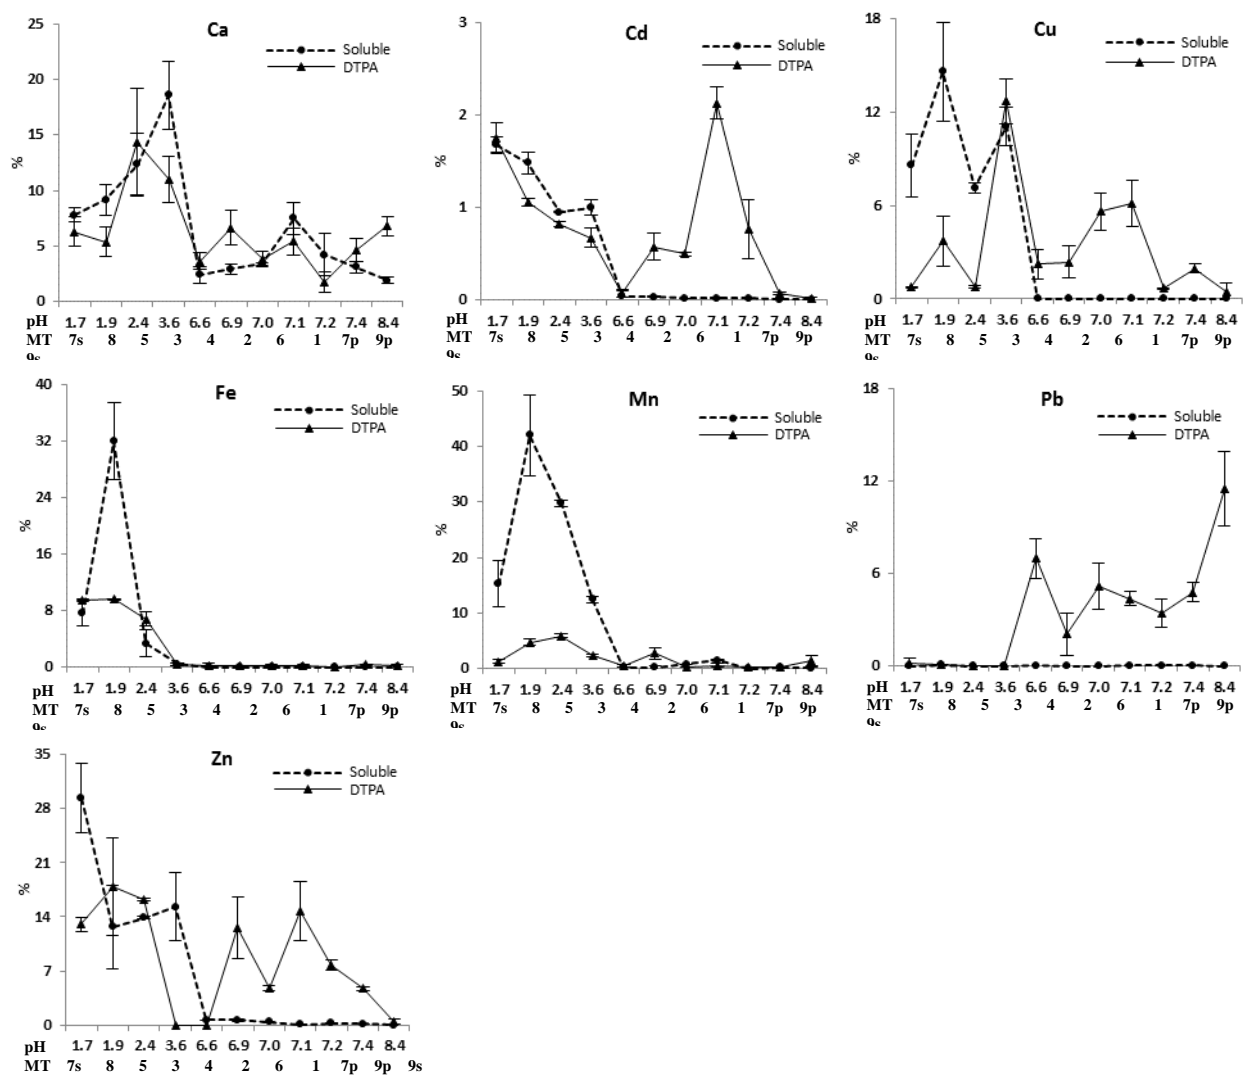 Ca
Soluble
DTPA
25
20
15
10
5
0
%
pH 1.7 1.9 2.4 3.6 6.6 6.9 7.0 7.1 7.2 7.4 8.4
MT 7s 8 5 3 4 2 6 1 7p 9p
9s
Cd
Soluble
DTPA
3
2
1
0
%
1.7 1.9 2.4 3.6 6.6 6.9 7.0 7.1 7.2 7.4 8.4
pH
MT 7s 8 5 3 4 2 6 1 7p 9p
9s
Cu
Soluble
DTPA
18
12
6
0
%
1.7 1.9 2.4 3.6 6.6 6.9 7.0 7.1 7.2 7.4 8.4
pH
MT 7s 8 5 3 4 2 6 1 7p 9p
9s
Fe
Soluble
DTPA
40
32
24
16
8
0
%
pH 1.7 1.9 2.4 3.6 6.6 6.9 7.0 7.1 7.2 7.4 8.4
MT 7s 8 5 3 4 2 6 1 7p 9p
9s
Mn
Soluble
DTPA
50
40
30
20
10
0
%
pH 1.7 1.9 2.4 3.6 6.6 6.9 7.0 7.1 7.2 7.4 8.4
MT 7s 8 5 3 4 2 6 1 7p 9p
9s
Pb
Soluble
DTPA
18
12
6
0
%
pH 1.7 1.9 2.4 3.6 6.6 6.9 7.0 7.1 7.2 7.4 8.4
MT 7s 8 5 3 4 2 6 1 7p 9p
9s
Zn
Soluble
DTPA
35
28
21
14
7
0
%
pH 1.7 1.9 2.4 3.6 6.6 6.9 7.0 7.1 7.2 7.4 8.4
MT 7s 8 5 3 4 2 6 1 7p 9p 9s